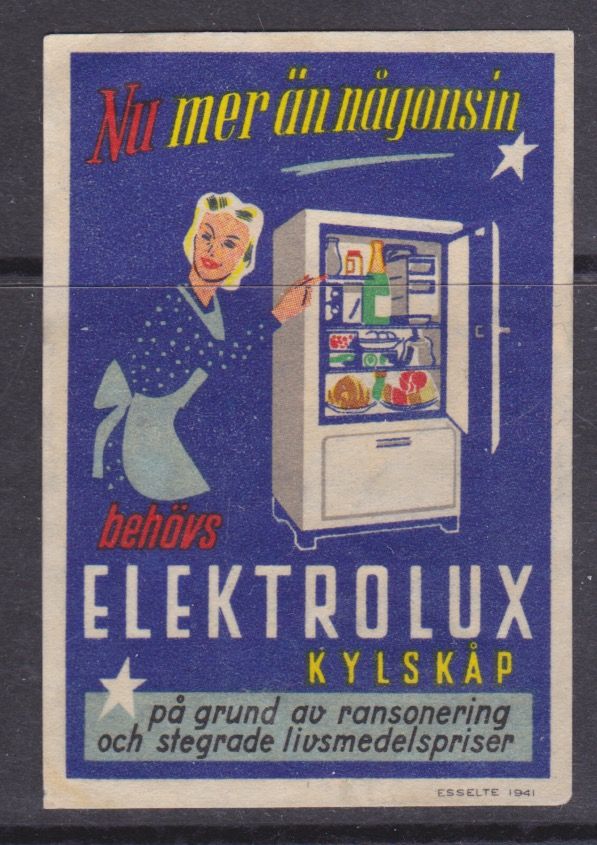 Nu mer än någonsin
behövs
ELEKTROLUX
KYLSKÅP
på grund av ransonering
och stegrade livsmedelspriser
ESSELTE 1941